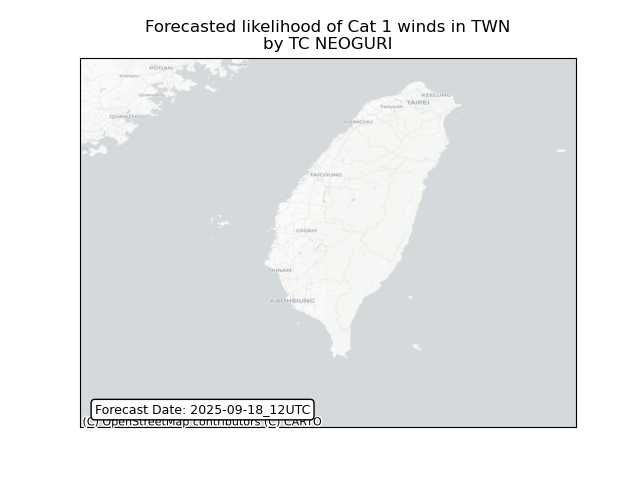 Forecasted likelihood of Cat 1 winds in TWN
by TC NEOGURI
PUTIAN
QUANZHOU
KEELUNG
TAIPEI
Taoyuan
HSINCHU
TAICHUNG
CHIAYI
TAINAN
KAOHSIUNG
Forecast Date: 2025-09-18_12UTC
(C) OpenStreetMap contributors (C) CARTO